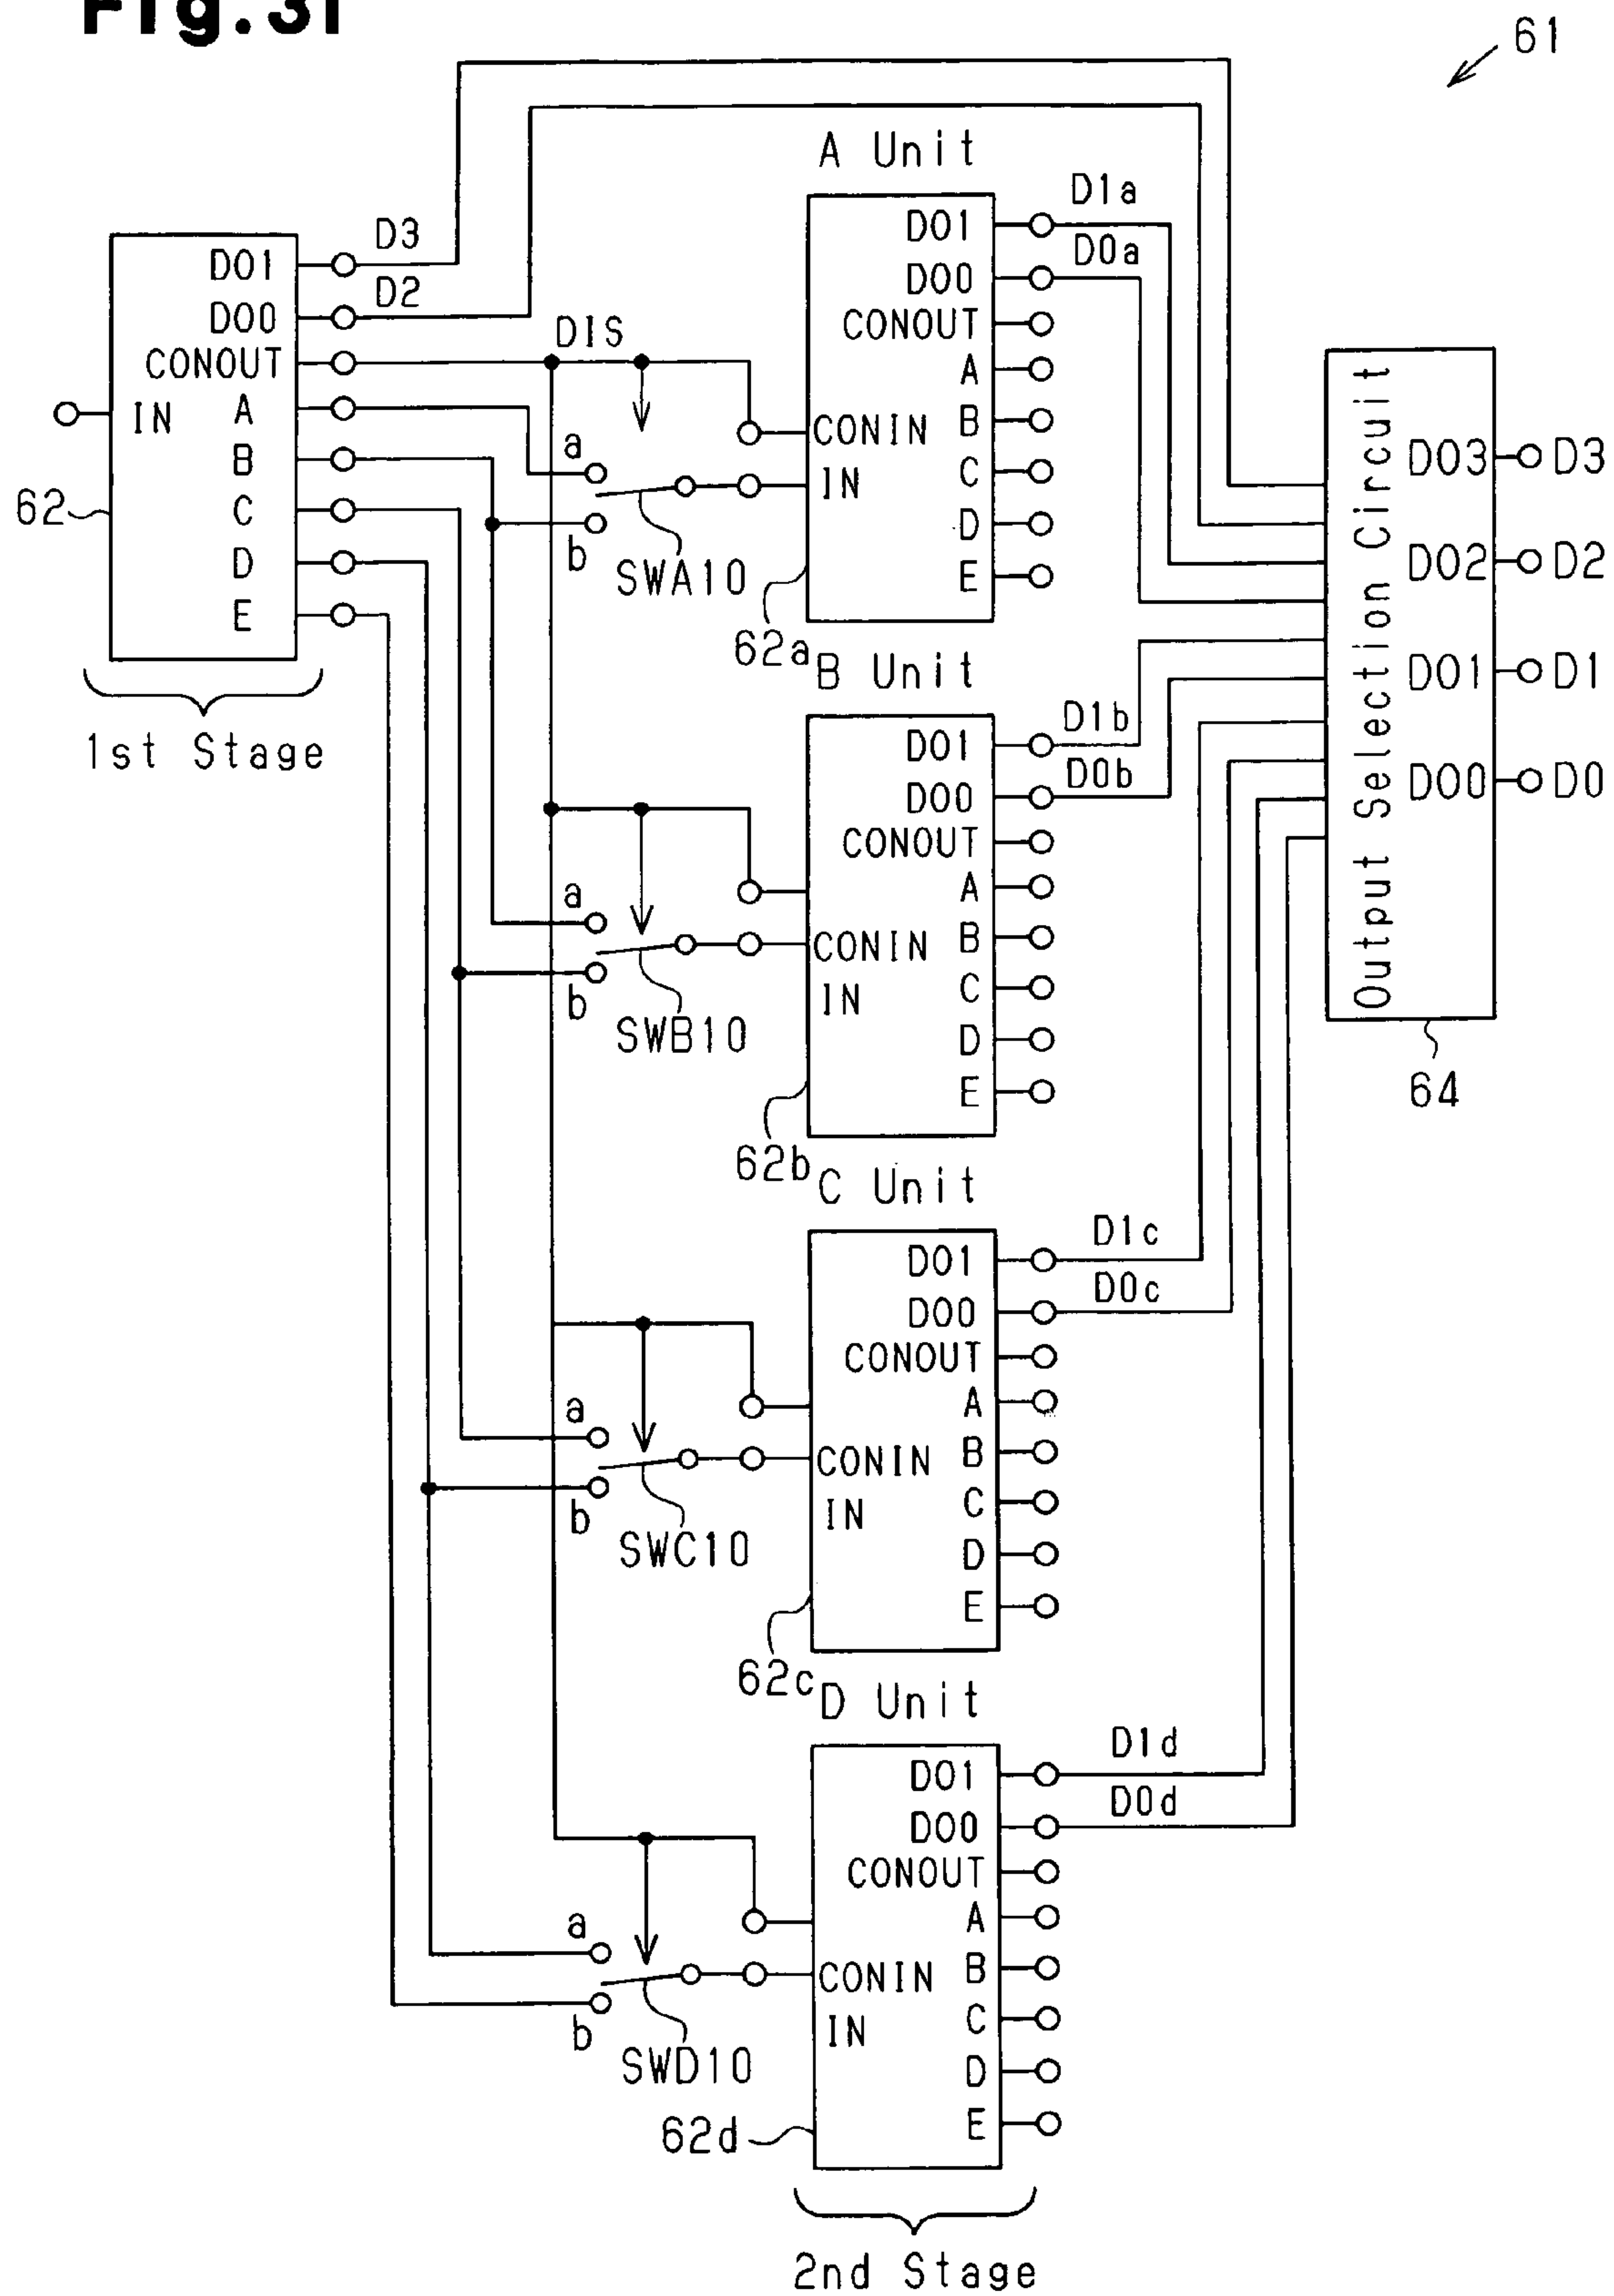 Fig.31
61
A Unit
D1a
D0a
DO1
DO0
CONOUT
A
B
C
D
E
CONIN
IN
D3
D2
DO1
DO0
CONOUT
IN
A
B
C
D
E
62
1st Stage
DIS
a
b
SWA10
62a
Output Selection Circuit
DO3
D3
DO2
D2
DO1
D1
DO0
D0
64
B Unit
D1b
D0b
DO1
DO0
CONOUT
A
B
C
D
E
CONIN
IN
a
b
SWB10
62b
C Unit
D1c
D0c
DO1
DO0
CONOUT
A
B
C
D
E
CONIN
IN
a
b
SWC10
62c
D Unit
D1d
D0d
DO1
DO0
CONOUT
A
B
C
D
E
CONIN
IN
a
b
SWD10
62d
2nd Stage